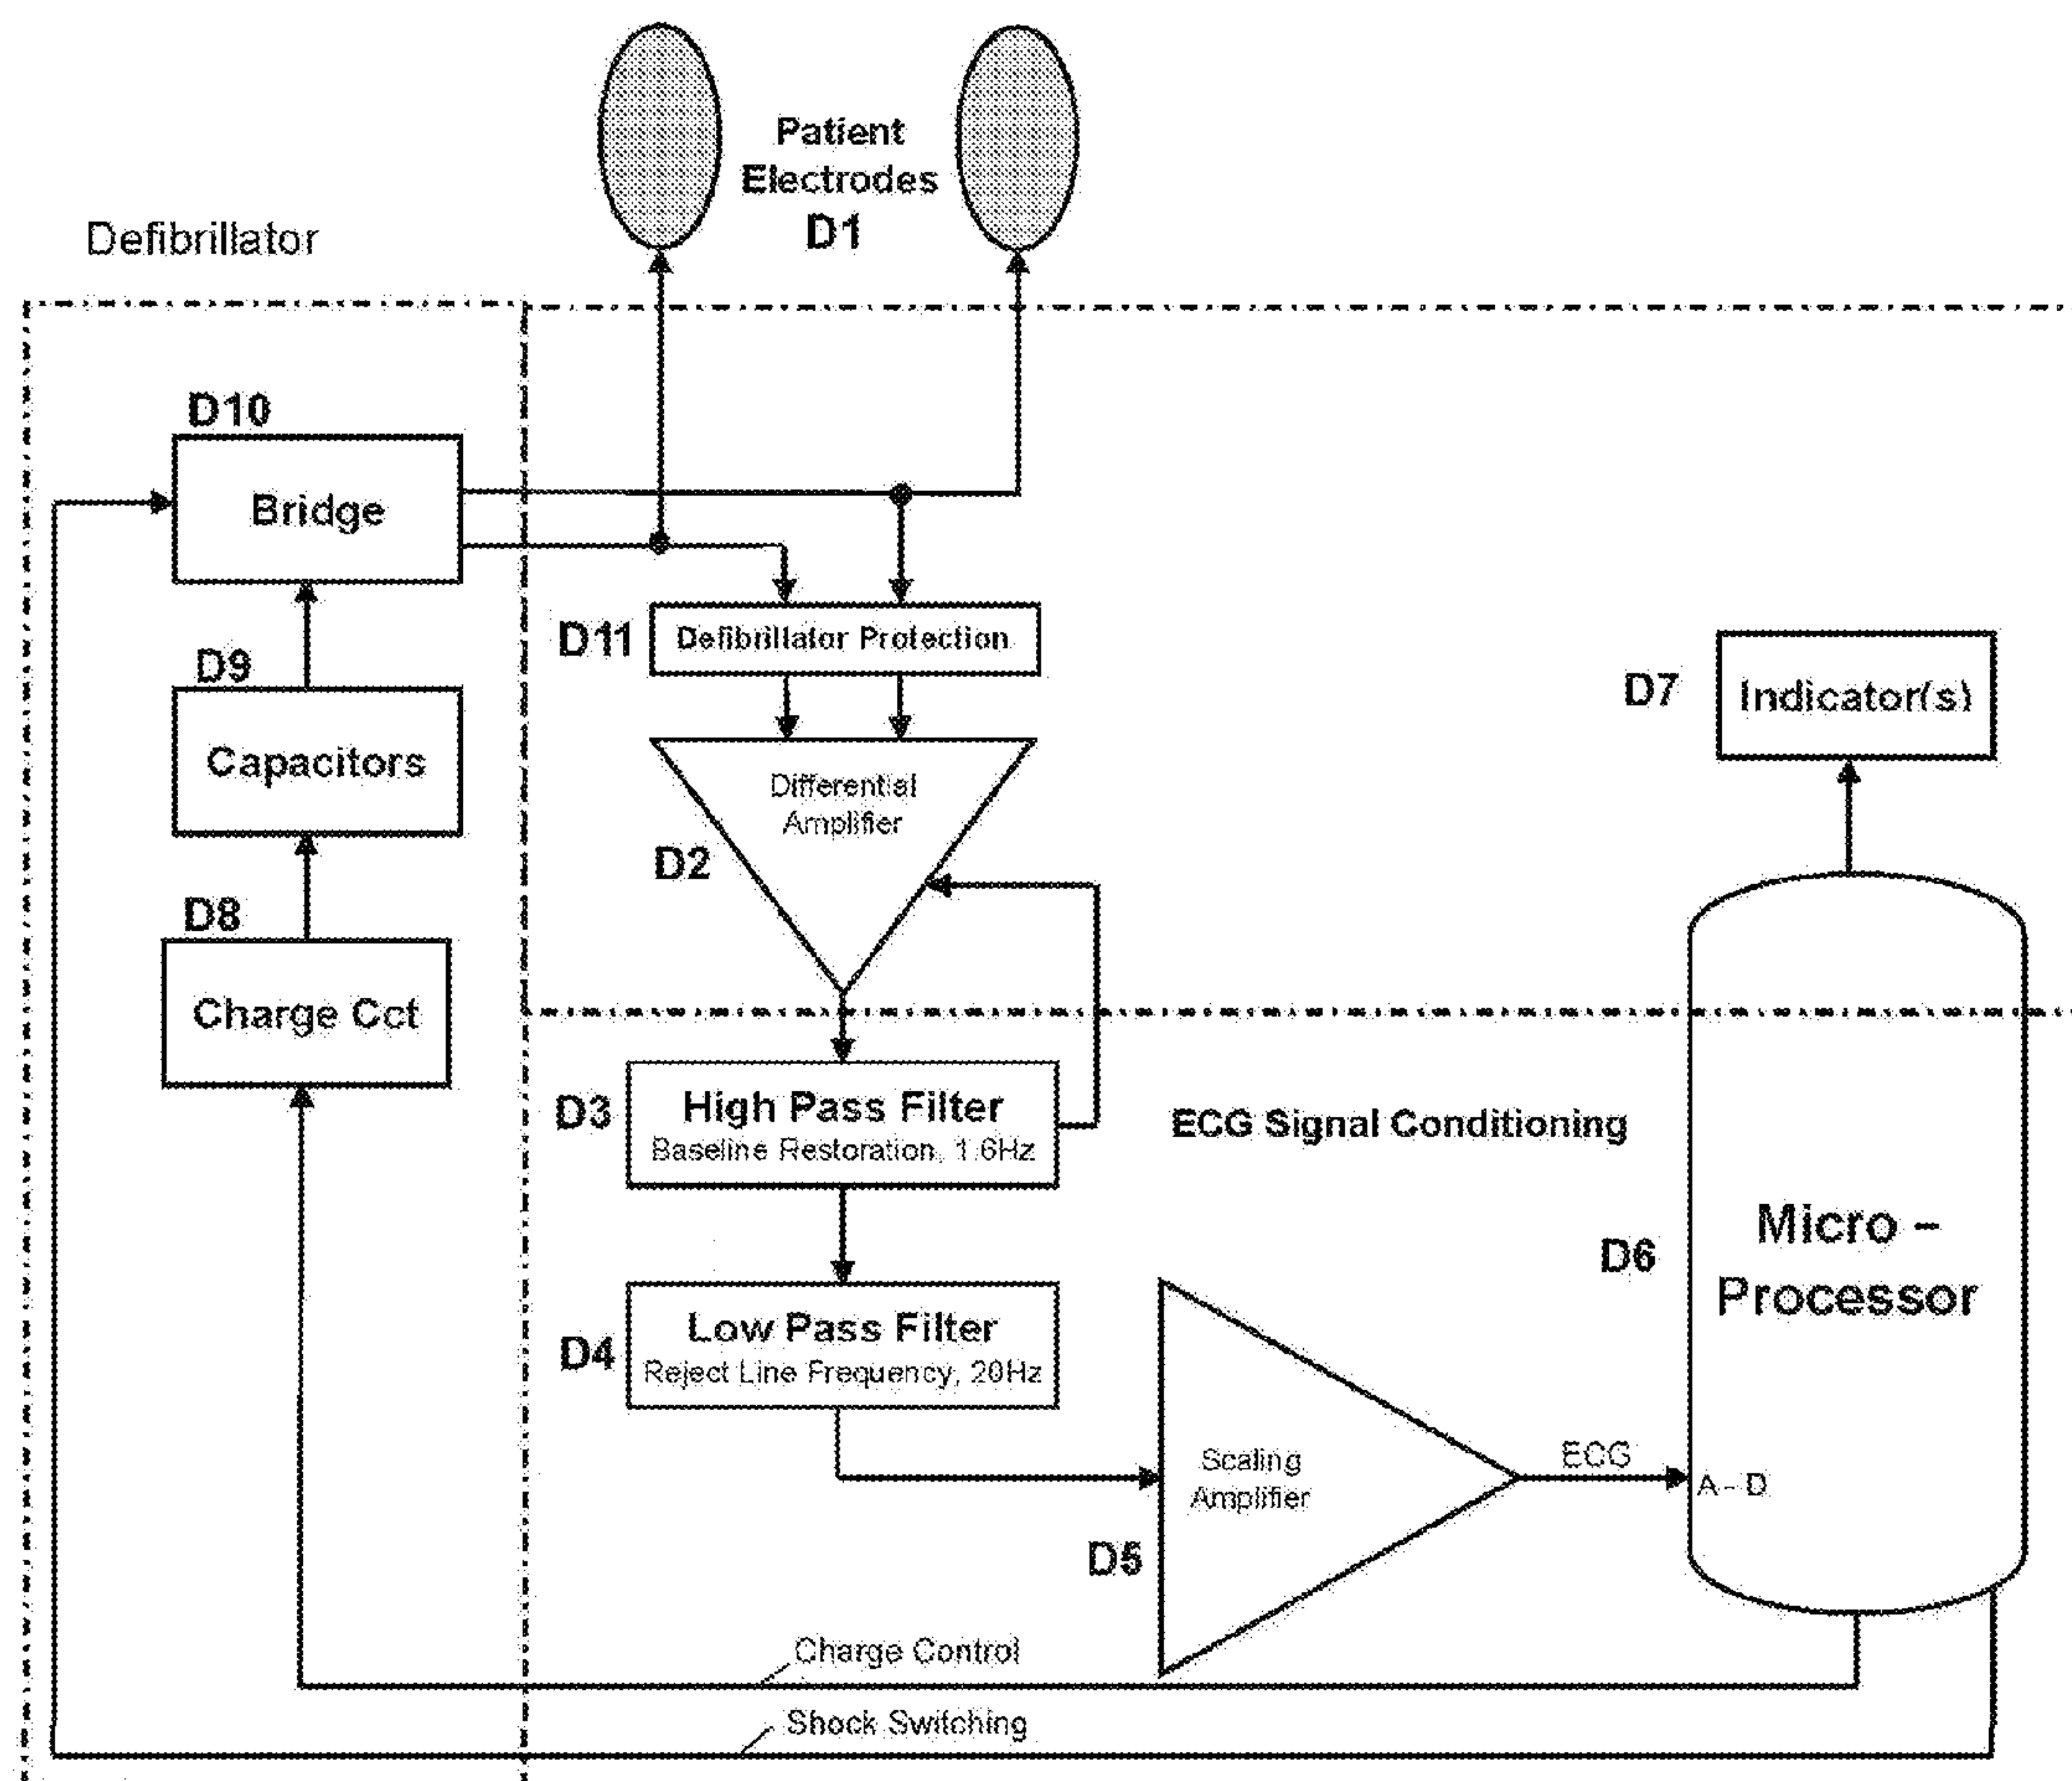 Patient
Electrodes
D1
Defibrillator
D10
Bridge
D11
Defibrillator Protection
D9
Capacitors
D7
Indicator(s)
Differential
Amplifier
D2
D8
Charge Cct
D3
High Pass Filter
Baseline Restoration, 1.6Hz
ECG Signal Conditioning
D6
Micro -
Processor
D4
Low Pass Filter
Reject Line Frequency, 20Hz
Scaling
Amplifier
D5
ECG
A - D
Charge Control
Shock Switching